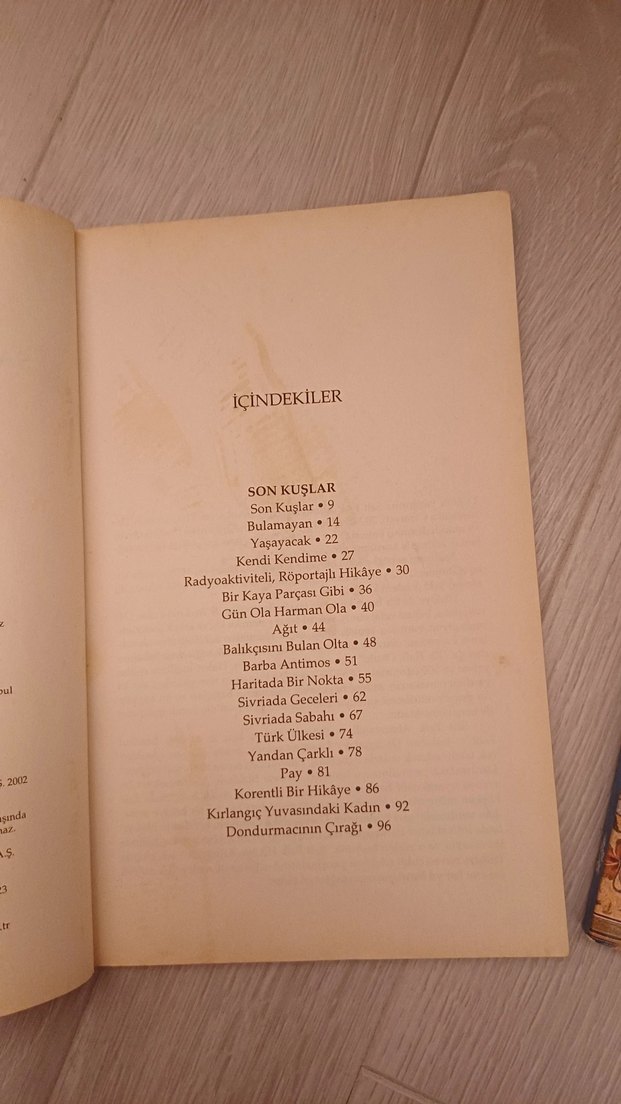 İÇİNDEKİLER
SON KUŞLAR
Son Kuşlar • 9
Bulamayan • 14
Yaşayacak • 22
Kendi Kendime • 27
Radyoaktiviteli, Röportajlı Hikâye • 30
Bir Kaya Parçası Gibi • 36
Gün Ola Harman Ola • 40
Ağıt • 44
Balıkçısını Bulan Olta • 48
Barba Antimos • 51
Haritada Bir Nokta • 55
Sivriada Geceleri • 62
Sivriada Sabahı • 67
Türk Ülkesi • 74
Yandan Çarklı • 78
Pay • 81
Korentli Bir Hikâye • 86
Kırlangıç Yuvasındaki Kadın • 92
Dondurmacının Çırağı • 96
2002
A.Ş.